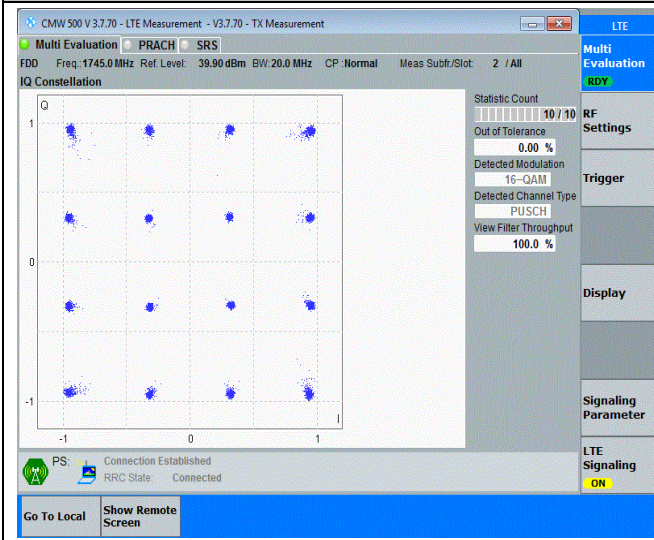 CMW 500 V 3.7.70 - LTE Measurement - V3.7.70 - TX Measurement
LTE
Multi Evaluation PRACH SRS
Multi
Evaluation
RDY
FDD Freq.:1745.0 MHz Ref. Level: 39.90 dBm BW:20.0 MHz CP :Normal Meas Subfr./Slot: 2 / All
IQ Constellation
Q
1
0
-1
-1 0 1
I
Statistic Count
10 / 10
Out of Tolerance
0.00 %
Detected Modulation
16-QAM
Detected Channel Type
PUSCH
View Filter Throughput
100.0 %
RF
Settings
Trigger
Display
Signaling
Parameter
LTE
Signaling
ON
PS: Connection Established
RRC State: Connected
Go To Local
Show Remote
Screen